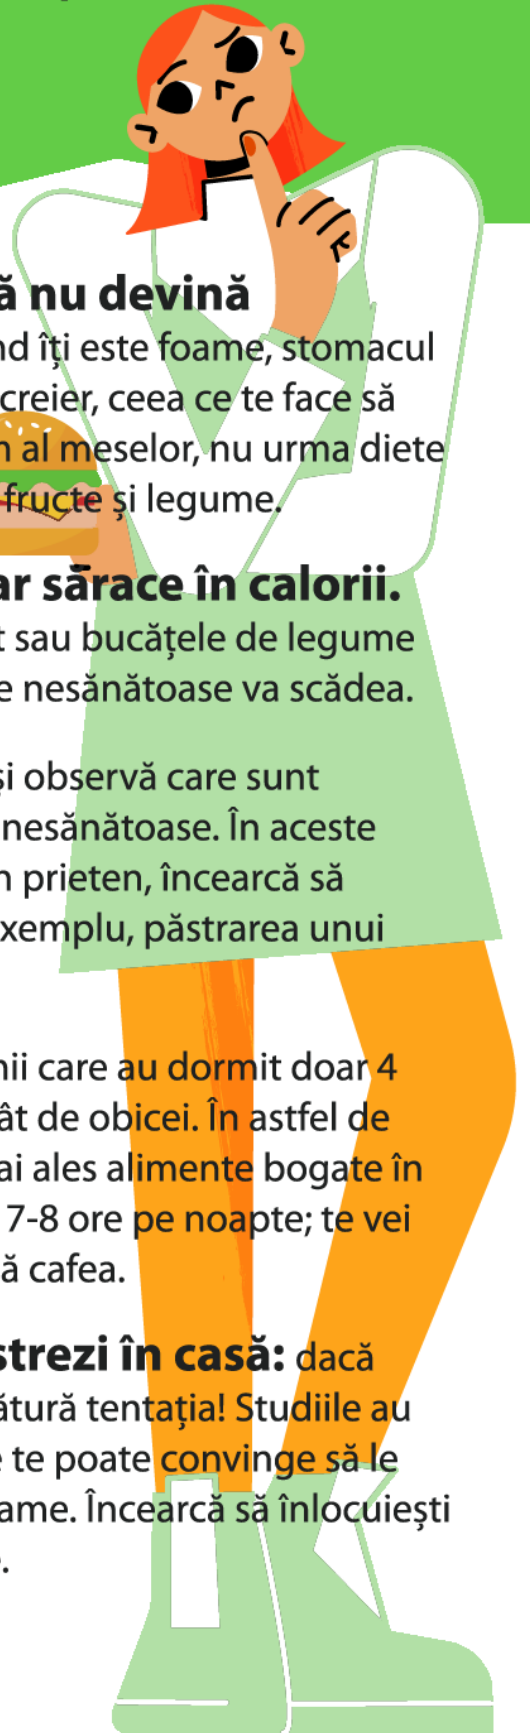 ă nu devină
nd îți este foame, stomacul
creier, ceea ce te face să
al meselor, nu urma diete
fructe și legume.
ar sărace în calorii.
t sau bucățele de legume
e nesănătoase va scădea.
și observă care sunt
nesănătoase. În aceste
n prieten, încearcă să
xemplu, păstrarea unui
nii care au dormit doar 4
ât de obicei. În astfel de
ai ales alimente bogate în
7-8 ore pe noapte; te vei
ă cafea.
strezi în casă: dacă
ătură tentația! Studiile au
e te poate convinge să le
ame. Încearcă să înlocuiești
.